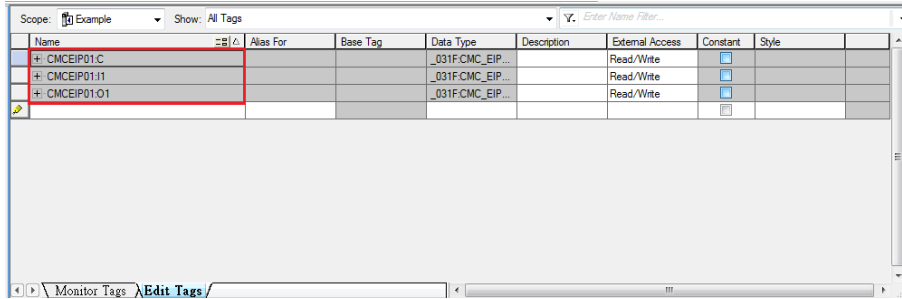 Scope: Example Show: All Tags Enter Name Filter...
Name Alias For Base Tag Data Type Description External Access Constant Style
CMCEIP01:C _031F:CMC_EIP... Read/Write
CMCEIP01:I1 _031F:CMC_EIP... Read/Write
CMCEIP01:O1 _031F:CMC_EIP... Read/Write
Monitor Tags Edit Tags